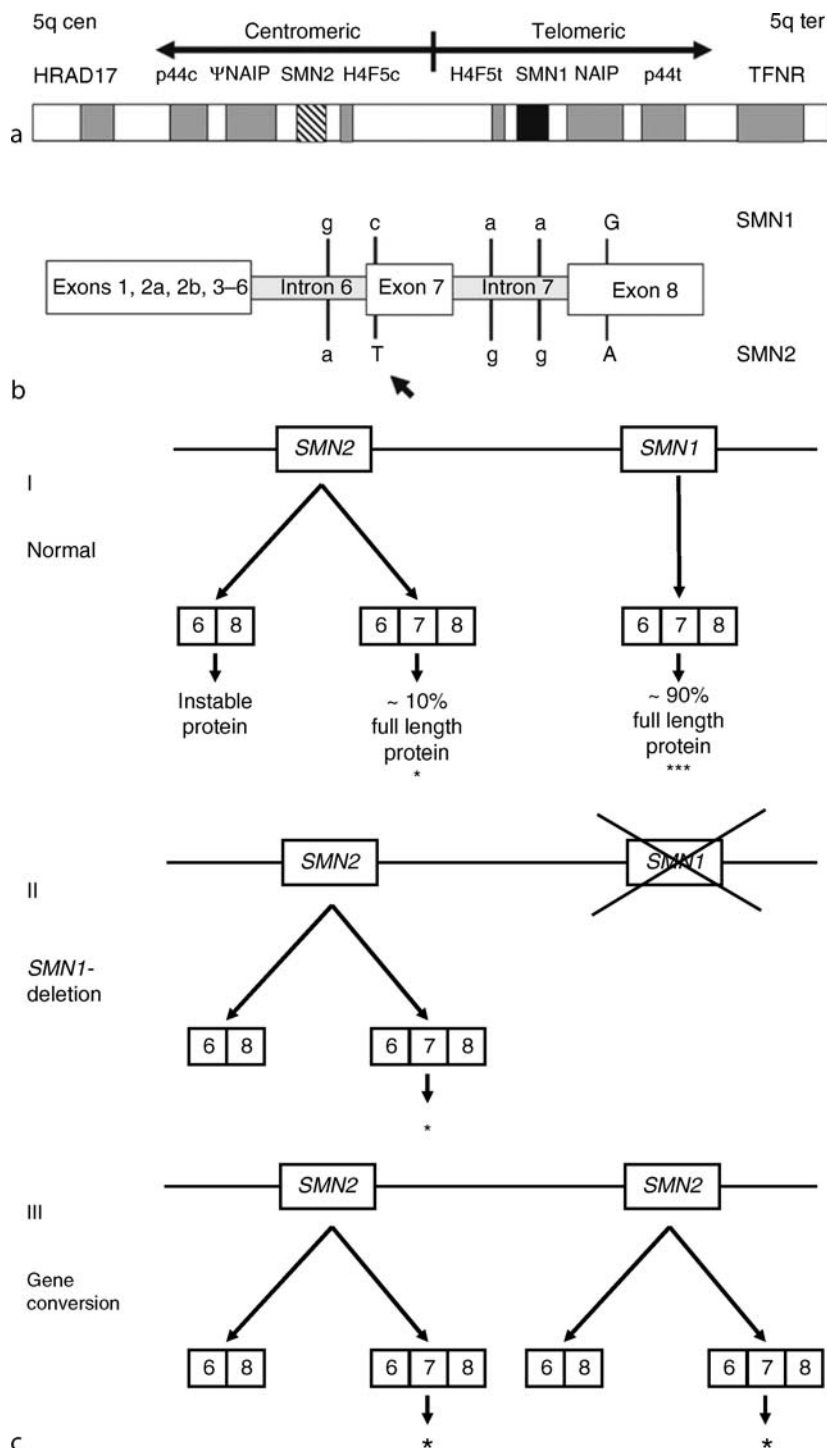 5q cen 5q ter
Centromeric Telomeric
HRAD17 p44c ΨNAIP SMN2 H4F5c H4F5t SMN1 NAIP p44t TFNR
a
g c a a G SMN1
Exons 1, 2a, 2b, 3–6 Intron 6 Exon 7 Intron 7 Exon 8
a T g g A SMN2
b
SMN2 SMN1
I
Normal
6 8 6 7 8 6 7 8
Instable ~ 10% ~ 90%
protein full length full length
protein protein
* ***
SMN2 SMN1
II
SMN1-
deletion
6 8 6 7 8
*
SMN2 SMN2
III
Gene
conversion
6 8 6 7 8 6 8 6 7 8
* *
c